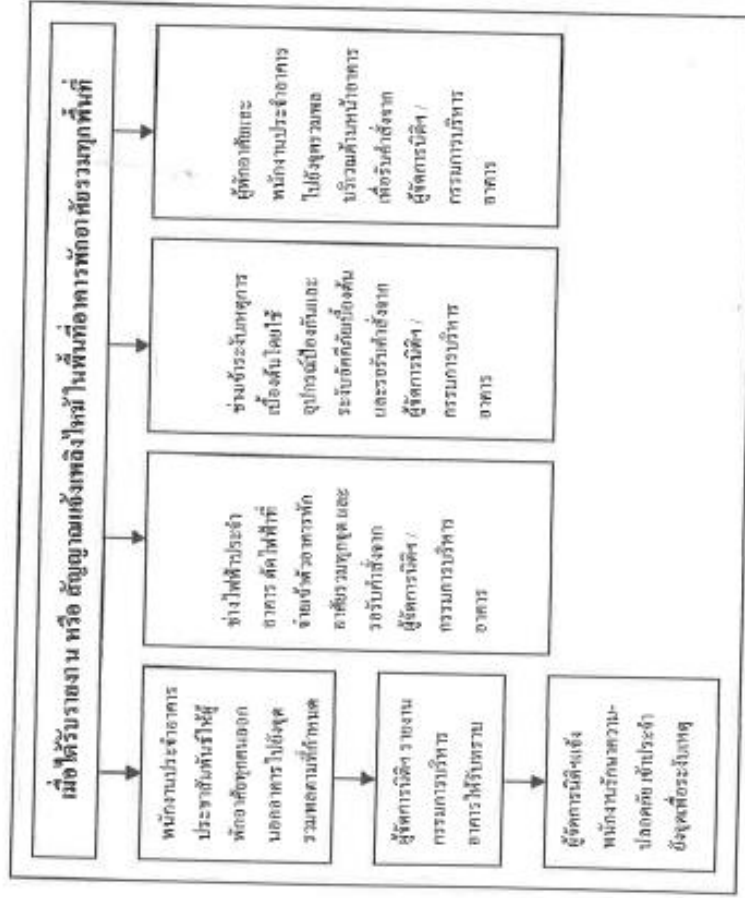 เมื่อได้รับรายงาน หรือ สัญญาณแจ้งเพลิงไหม้ ในพื้นที่อาคารพักอาศัยรวมทุกพื้นที่
พนักงานประจำอาคาร
ประชาสัมพันธ์ให้ผู้
พักอาศัยทุกคนออก
นอกอาคารไปยังจุด
รวมพลตามที่กำหนด
ผู้จัดการนิติฯ รายงาน
กรรมการบริหาร
อาคารให้รับทราบ
ผู้จัดการนิติฯแจ้ง
พนักงานรักษาความ-
ปลอดภัย เข้าประจำ
ยังจุดเพื่อระงับเหตุ
ช่างไฟฟ้าประจำ
อาคาร ตัดไฟฟ้าที่
จ่ายเข้าตัวอาคารพัก
อาศัยรวมทุกจุด และ
รอรับคำสั่งจาก
ผู้จัดการนิติฯ /
กรรมการบริหาร
อาคาร
ช่างเข้าระงับเหตุการ
เบื้องต้นโดยใช้
อุปกรณ์ป้องกันและ
ระงับอัคคีภัยเบื้องต้น
และรอรับคำสั่งจาก
ผู้จัดการนิติฯ /
กรรมการบริหาร
อาคาร
ผู้พักอาศัยและ
พนักงานประจำอาคาร
ไปยังจุดรวมพล
บริเวณด้านหน้าอาคาร
เพื่อรับคำสั่งจาก
ผู้จัดการนิติฯ /
กรรมการบริหาร
อาคาร